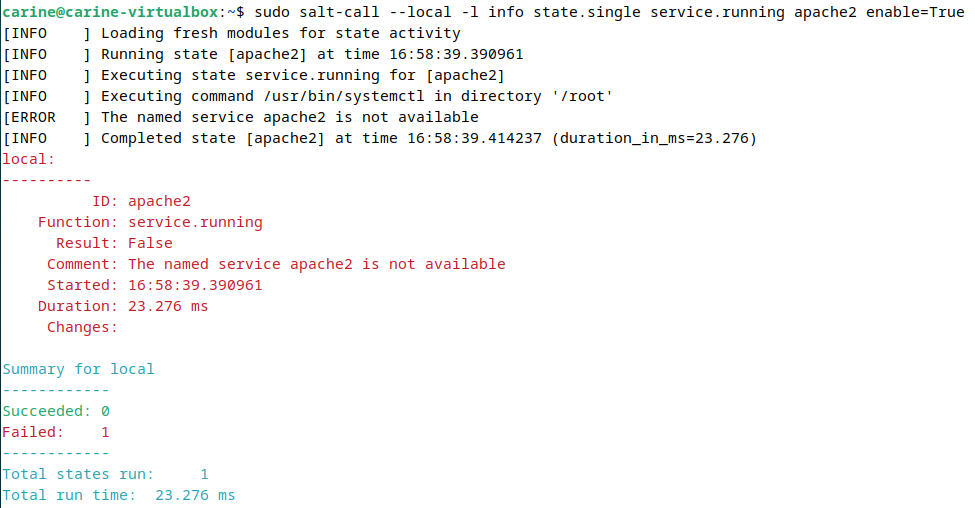 carine@carine-virtualbox:~$ sudo salt-call --local -l info state.single service.running apache2 enable=True
[INFO    ] Loading fresh modules for state activity
[INFO    ] Running state [apache2] at time 16:58:39.390961
[INFO    ] Executing state service.running for [apache2]
[INFO    ] Executing command /usr/bin/systemctl in directory '/root'
[ERROR   ] The named service apache2 is not available
[INFO    ] Completed state [apache2] at time 16:58:39.414237 (duration_in_ms=23.276)
local:
----------
          ID: apache2
    Function: service.running
      Result: False
     Comment: The named service apache2 is not available
     Started: 16:58:39.390961
    Duration: 23.276 ms
     Changes:
Summary for local
------------
Succeeded: 0
Failed:    1
------------
Total states run:     1
Total run time:  23.276 ms